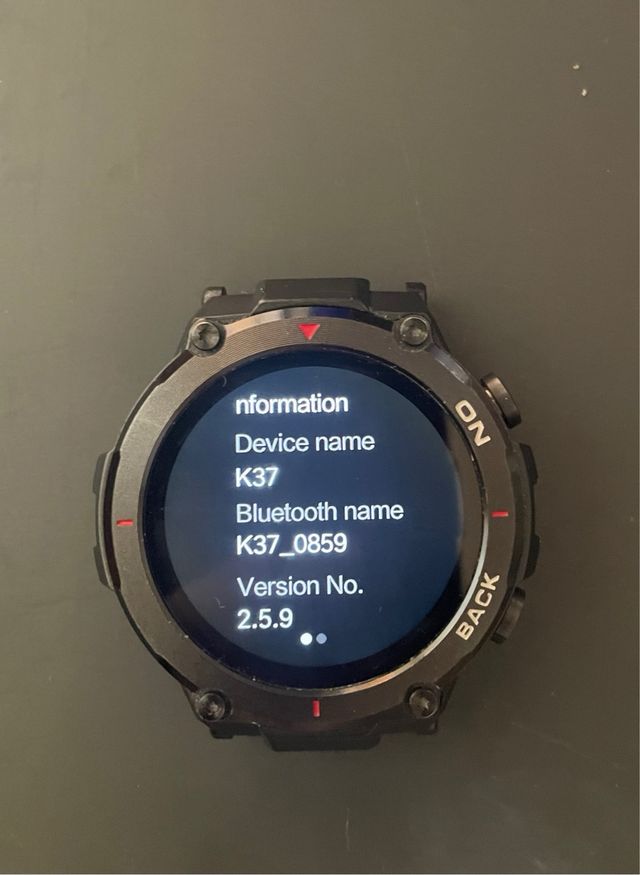 nformation
Device name
K37
Bluetooth name
K37_0859
Version No.
2.5.9
ON
BACK